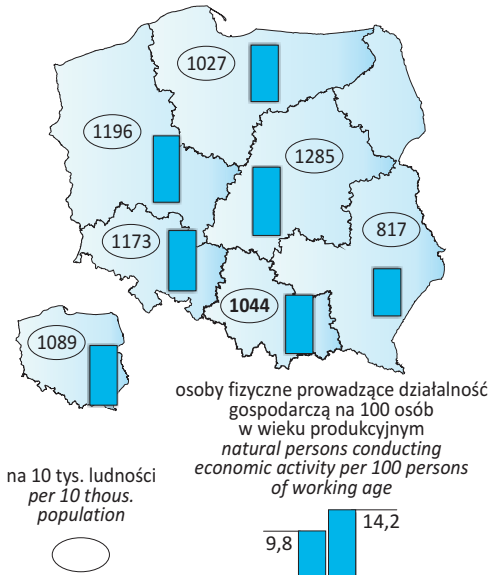 1027
1196
1285
1173
817
1044
1089
osoby fizyczne prowadzące działalność
gospodarczą na 100 osób
w wieku produkcyjnym
natural persons conducting
economic activity per 100 persons
of working age
na 10 tys. ludności
per 10 thous.
population
14,2
9,8